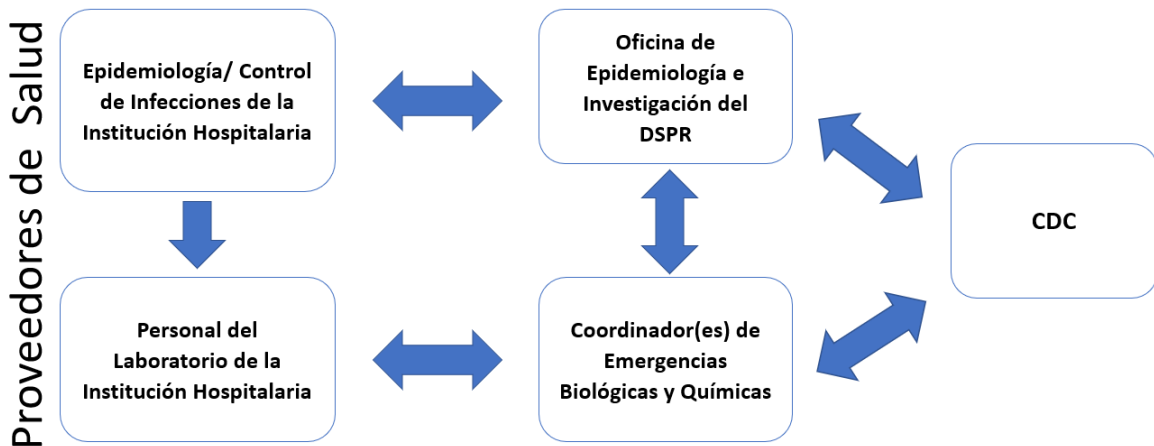 Proveedores de Salud
Epidemiología/ Control
de Infecciones de la
Institución Hospitalaria
Oficina de
Epidemiología e
Investigación del
DSPR
CDC
Personal del
Laboratorio de la
Institución Hospitalaria
Coordinador(es) de
Emergencias
Biológicas y Químicas